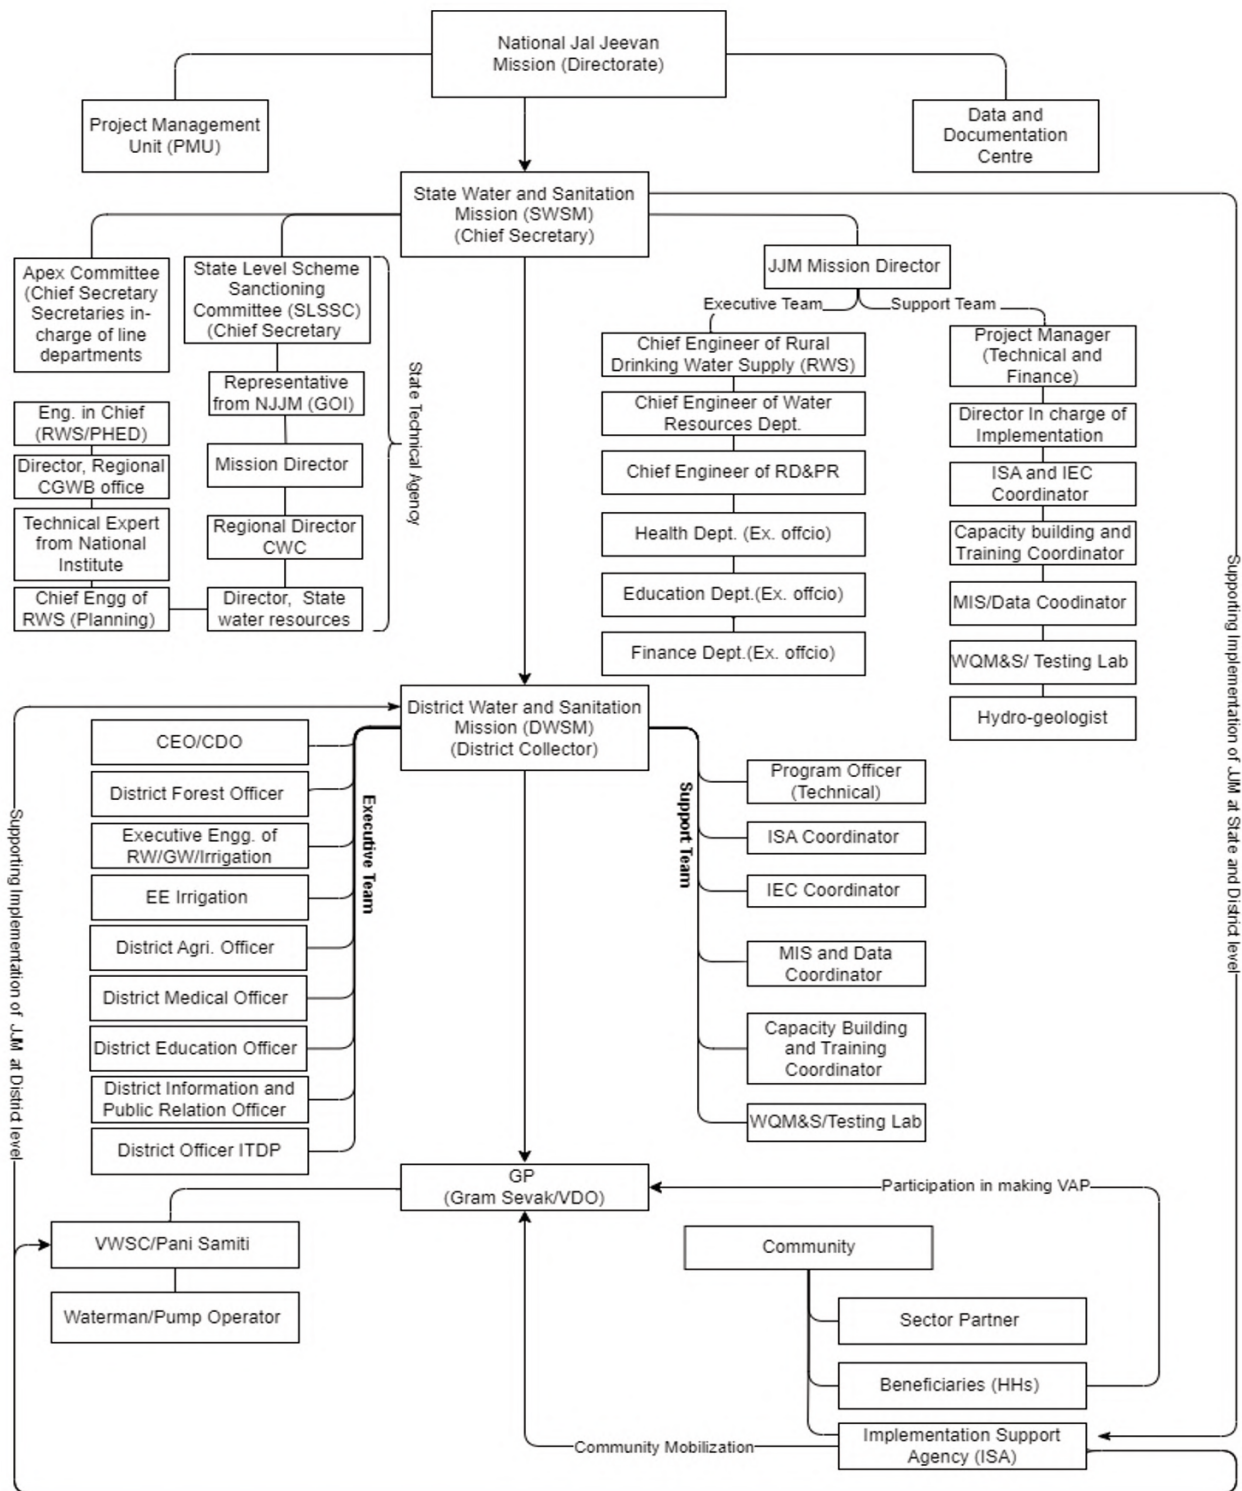 National Jal Jeevan
Mission (Directorate)
Project Management
Unit (PMU)
Data and
Documentation
Centre
State Water and Sanitation
Mission (SWSM)
(Chief Secretary)
Apex Committee
(Chief Secretary
Secretaries in-
charge of line
departments
State Level Scheme
Sanctioning
Committee (SLSSC)
(Chief Secretary
Representative
from NJJM (GOI)
Mission Director
Regional Director
CWC
Director, State
water resources
Eng. in Chief
(RWS/PHED)
Director, Regional
CGWB office
Technical Expert
from National
Institute
Chief Engg of
RWS (Planning)
State Technical Agency
JJM Mission Director
Executive Team
Support Team
Chief Engineer of Rural
Drinking Water Supply (RWS)
Chief Engineer of Water
Resources Dept.
Chief Engineer of RD&PR
Health Dept. (Ex. offcio)
Education Dept.(Ex. offcio)
Finance Dept.(Ex. offcio)
Project Manager
(Technical and
Finance)
Director In charge of
Implementation
ISA and IEC
Coordinator
Capacity building and
Training Coordinator
MIS/Data Coodinator
WQM&S/ Testing Lab
Hydro-geologist
Supporting Implementation of JJM at State and District level
District Water and Sanitation
Mission (DWSM)
(District Collector)
Executive Team
CEO/CDO
District Forest Officer
Executive Engg. of
RW/GW/Irrigation
EE Irrigation
District Agri. Officer
District Medical Officer
District Education Officer
District Information and
Public Relation Officer
District Officer ITDP
Support Team
Program Officer
(Technical)
ISA Coordinator
IEC Coordinator
MIS and Data
Coordinator
Capacity Building
and Training
Coordinator
WQM&S/Testing Lab
Supporting Implementation of JJM at District level
GP
(Gram Sevak/VDO)
Participation in making VAP
VWSC/Pani Samiti
Waterman/Pump Operator
Community
Sector Partner
Beneficiaries (HHs)
Implementation Support
Agency (ISA)
Community Mobilization